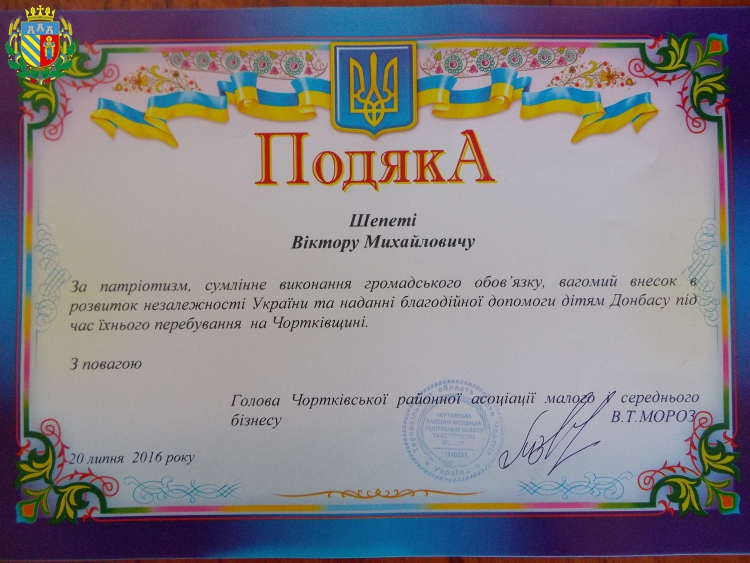 ПодякА
Шепеті
Віктору Михайловичу
За патріотизм, сумлінне виконання громадського обов’язку, вагомий внесок в
розвиток незалежності України та наданні благодійної допомоги дітям Донбасу під
час їхнього перебування на Чортківщині.
З повагою
Голова Чортківської районної асоціації малого і середнього
бізнесу В.Т.МОРОЗ
20 липня 2016 року